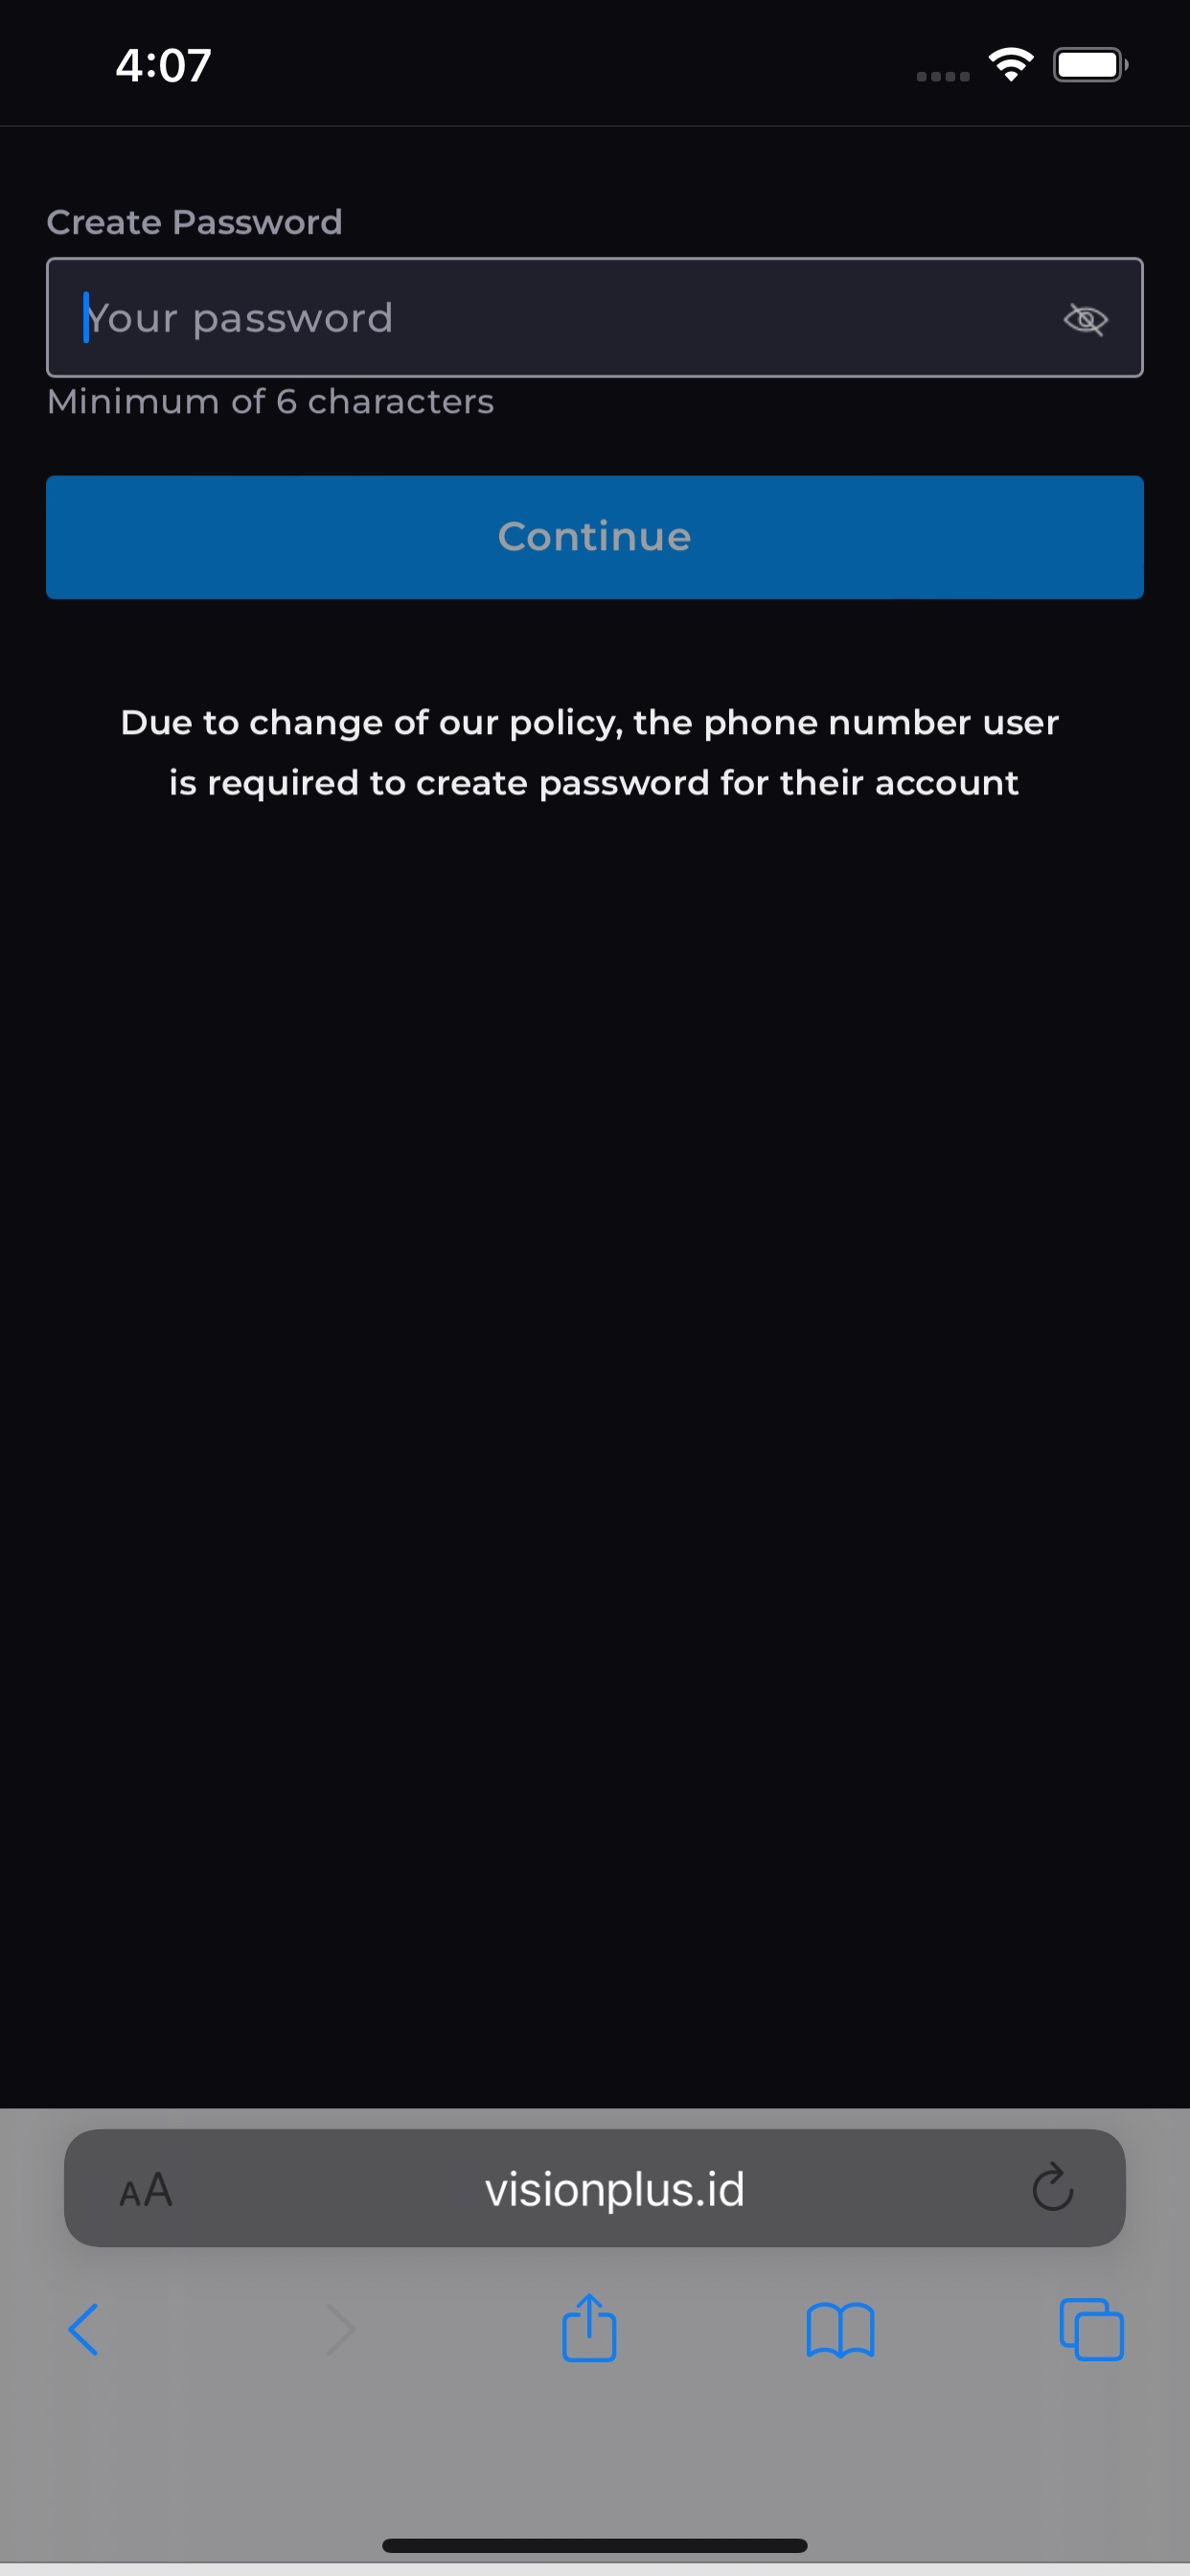 4:07
Create Password
Your password
Minimum of 6 characters
Continue
Due to change of our policy, the phone number user
is required to create password for their account
AA
visionplus.id